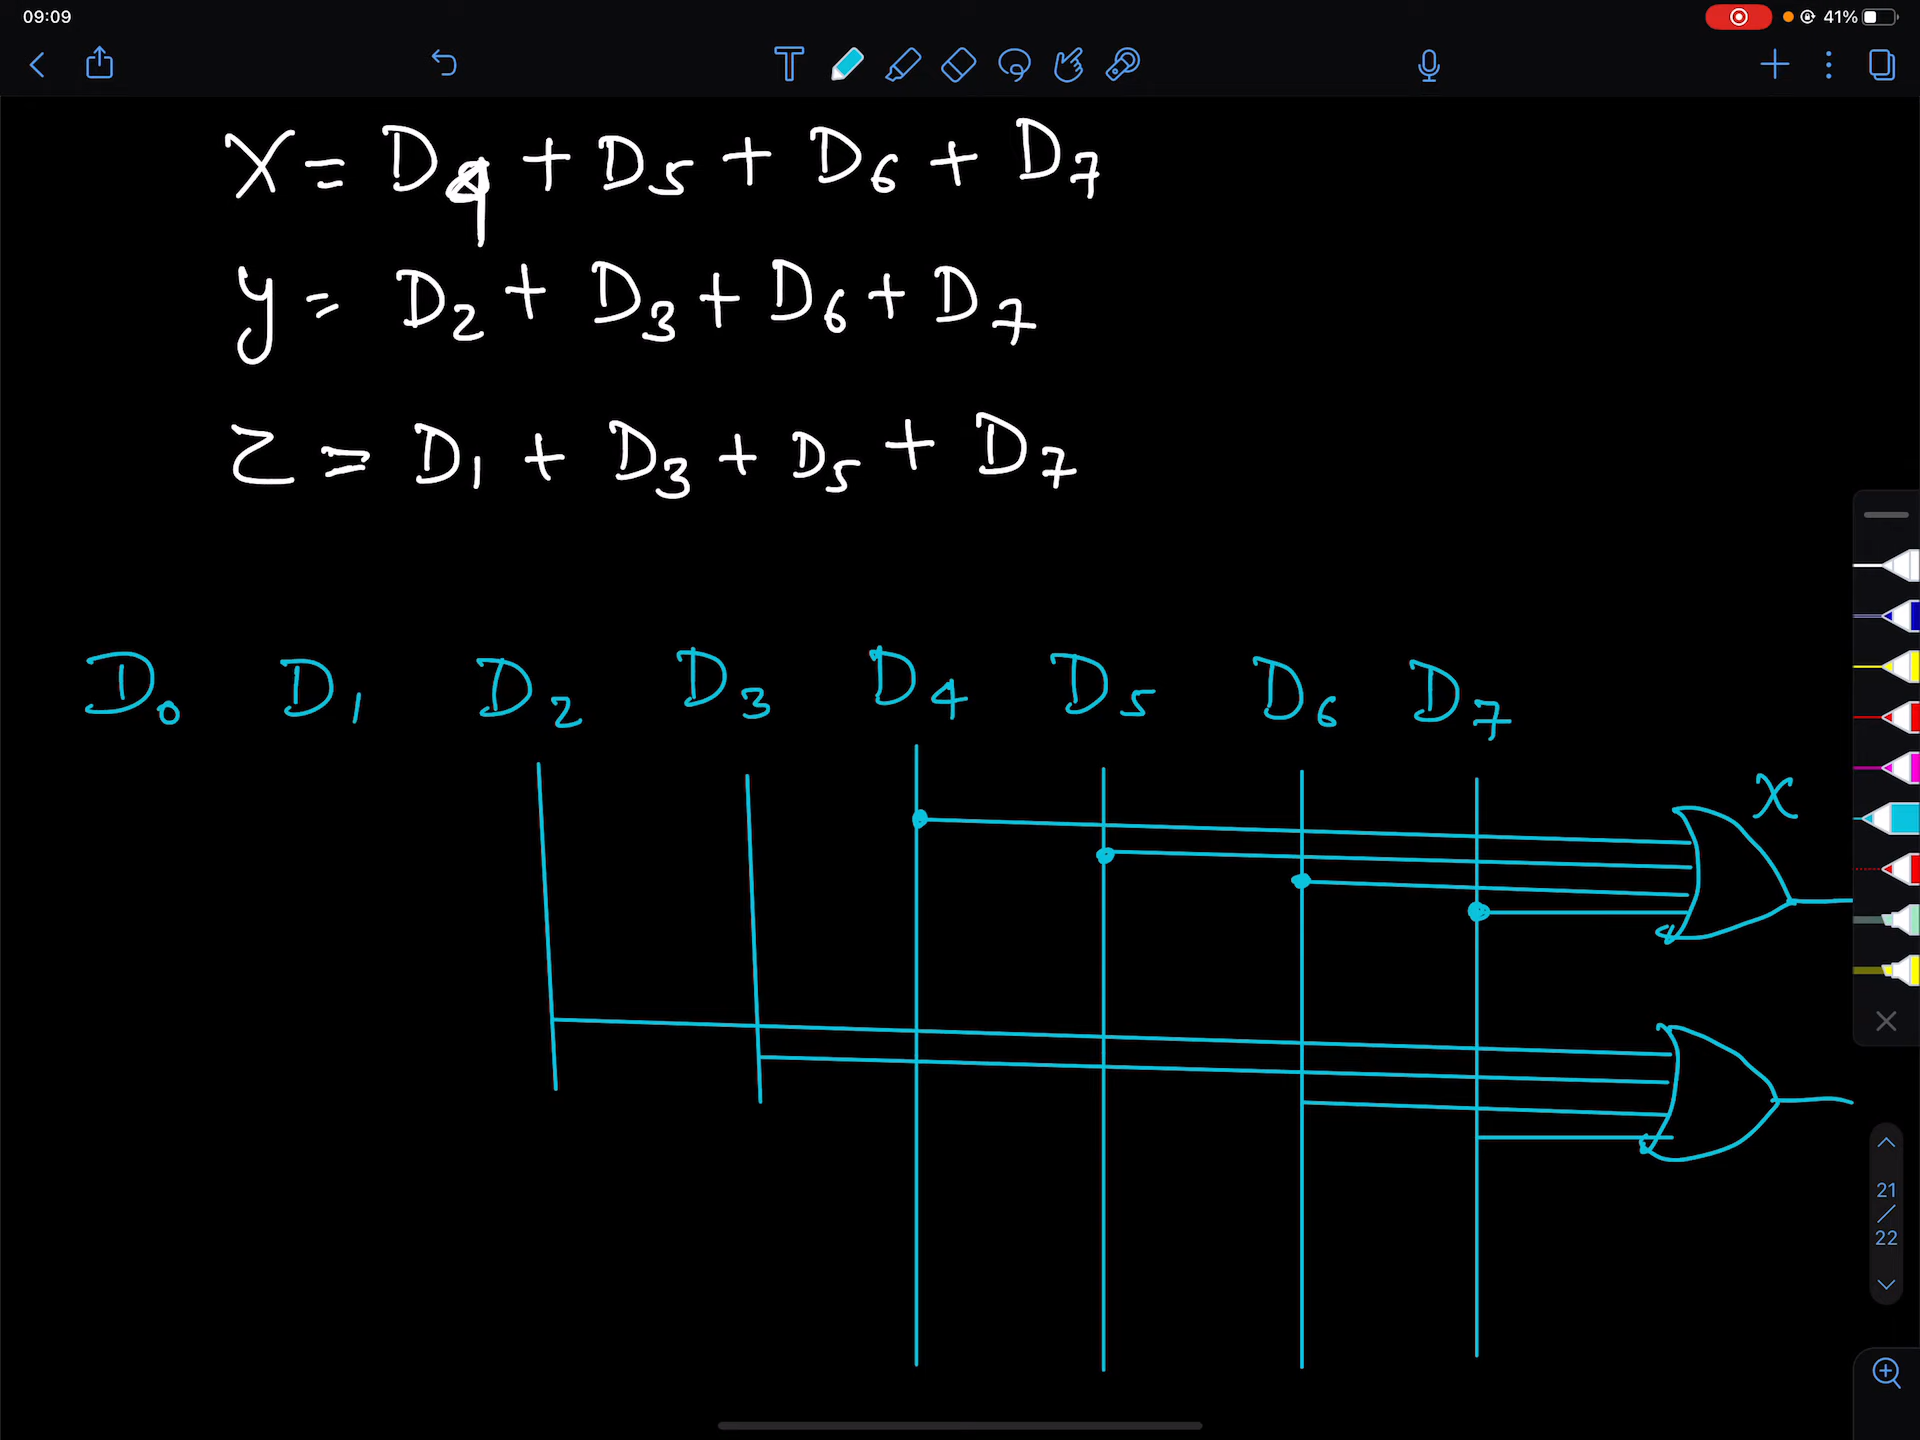 09:09
41%
X = D4 + D5 + D6 + D7
y = D2 + D3 + D6 + D7
Z = D1 + D3 + D5 + D7
D0 D1 D2 D3 D4 D5 D6 D7
X
21
/
22